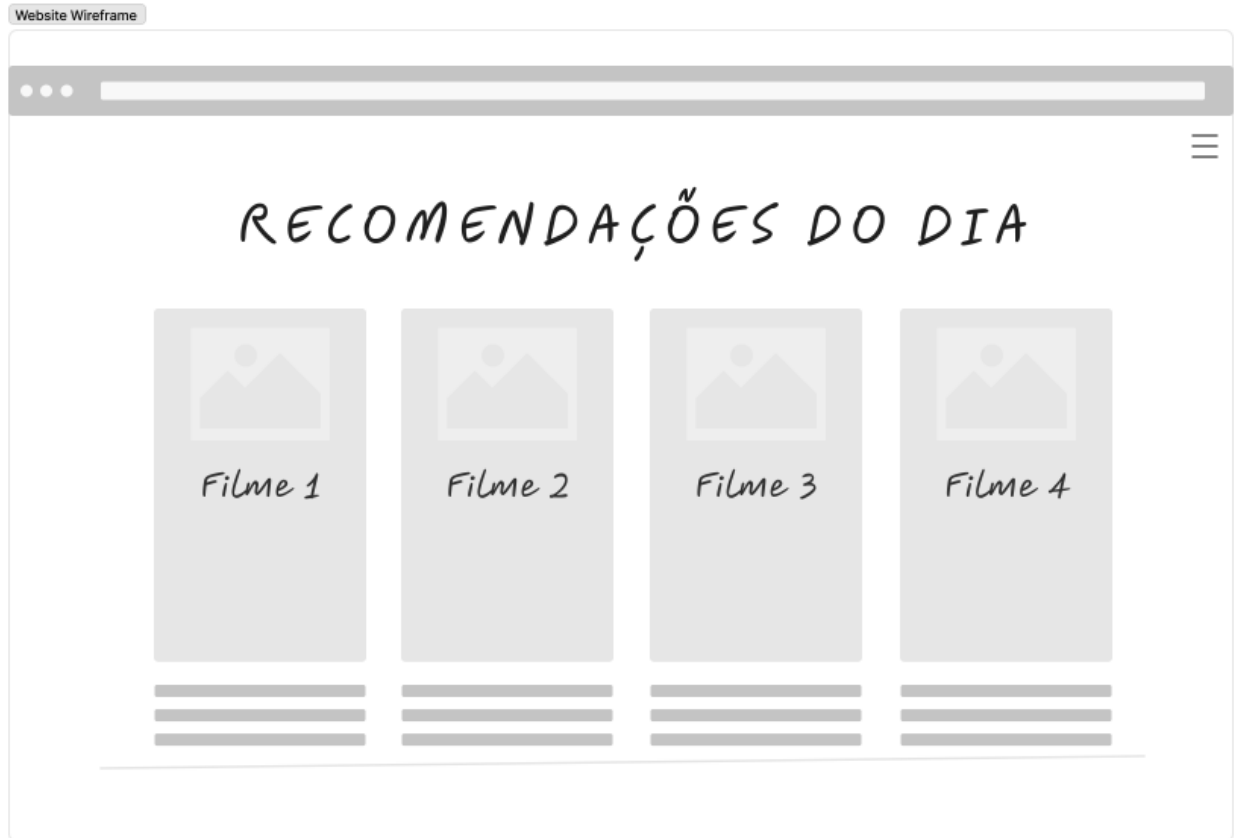 Website Wireframe
RECOMENDAÇÕES DO DIA
Filme 1
Filme 2
Filme 3
Filme 4